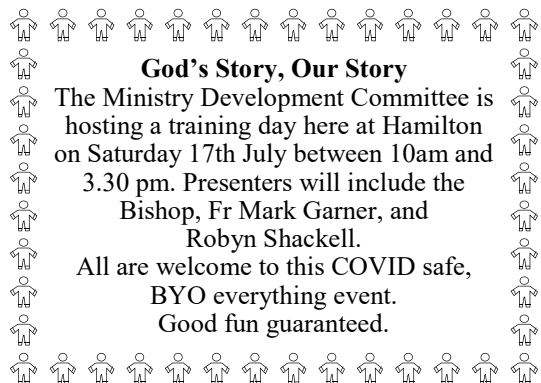 God's Story, Our Story
The Ministry Development Committee is
hosting a training day here at Hamilton
on Saturday 17th July between 10am and
3.30 pm. Presenters will include the
Bishop, Fr Mark Garner, and
Robyn Shackell.
All are welcome to this COVID safe,
BYO everything event.
Good fun guaranteed.